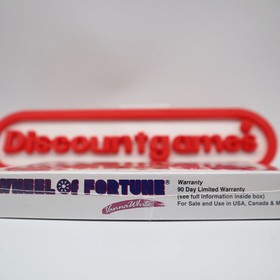 Discountgames
WHEEL OF FORTUNE®
Vanna White
Warranty
90 Day Limited Warranty
(see full information inside box)
For Sale and Use in USA, Canada & M